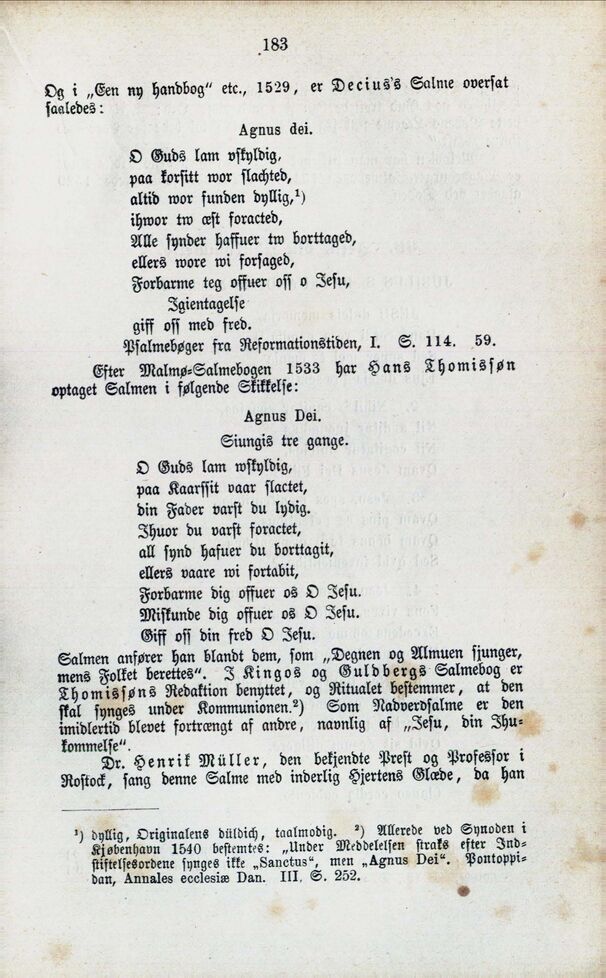 183
Og i „Een ny handbog" etc., 1529, er Decius's Salme oversat
saaledes:
Agnus dei.
O Guds lam vskyldig,
paa korsitt wor slachted,
altid wor funden dyllig,¹)
ihwor tw œst foracted,
Alle synder haffuer tw borttaged,
ellers wore wi forsaged,
Forbarme teg offuer oss o Jesu,
Igientagelse
giff oss med fred.
Psalmebøger fra Reformationstiden, I. S. 114. 59.
Efter Malmø-Salmebogen 1533 har Hans Thomissøn
optaget Salmen i følgende Skikkelse:
Agnus Dei.
Siungis tre gange.
O Guds lam wskyldig,
paa Kaarssit vaar slactet,
din Fader varst du lydig.
Ihuor du varst foractet,
all synd hafuer du borttagit,
ellers vaare wi fortabit,
Forbarme dig offuer os O Jesu.
Miskunde dig offuer os O Jesu.
Giff oss din fred O Jesu.
Salmen anfører han blandt dem, som „Degnen og Almuen sjunger,
mens Folket berettes". I Kingos og Guldbergs Salmebog er
Thomissøns Redaktion benyttet, og Ritualet bestemmer, at den
skal synges under Kommunionen.²) Som Nadverdsalme er den
imidlertid blevet fortrængt af andre, navnlig af „Jesu, din Ihu-
kommelse".
Dr. Henrik Müller, den bekjendte Prest og Professor i
Rostock, sang denne Salme med inderlig Hjertens Glæde, da han
¹) dyllig, Originalens düldich, taalmodig. ²) Allerede ved Synoden i
Kjøbenhavn 1540 bestemtes: „Under Meddelelsen straks efter Ind-
stiftelsesordene synges ikke „Sanctus", men „Agnus Dei". Pontoppi-
dan, Annales ecclesiæ Dan. III. S. 252.